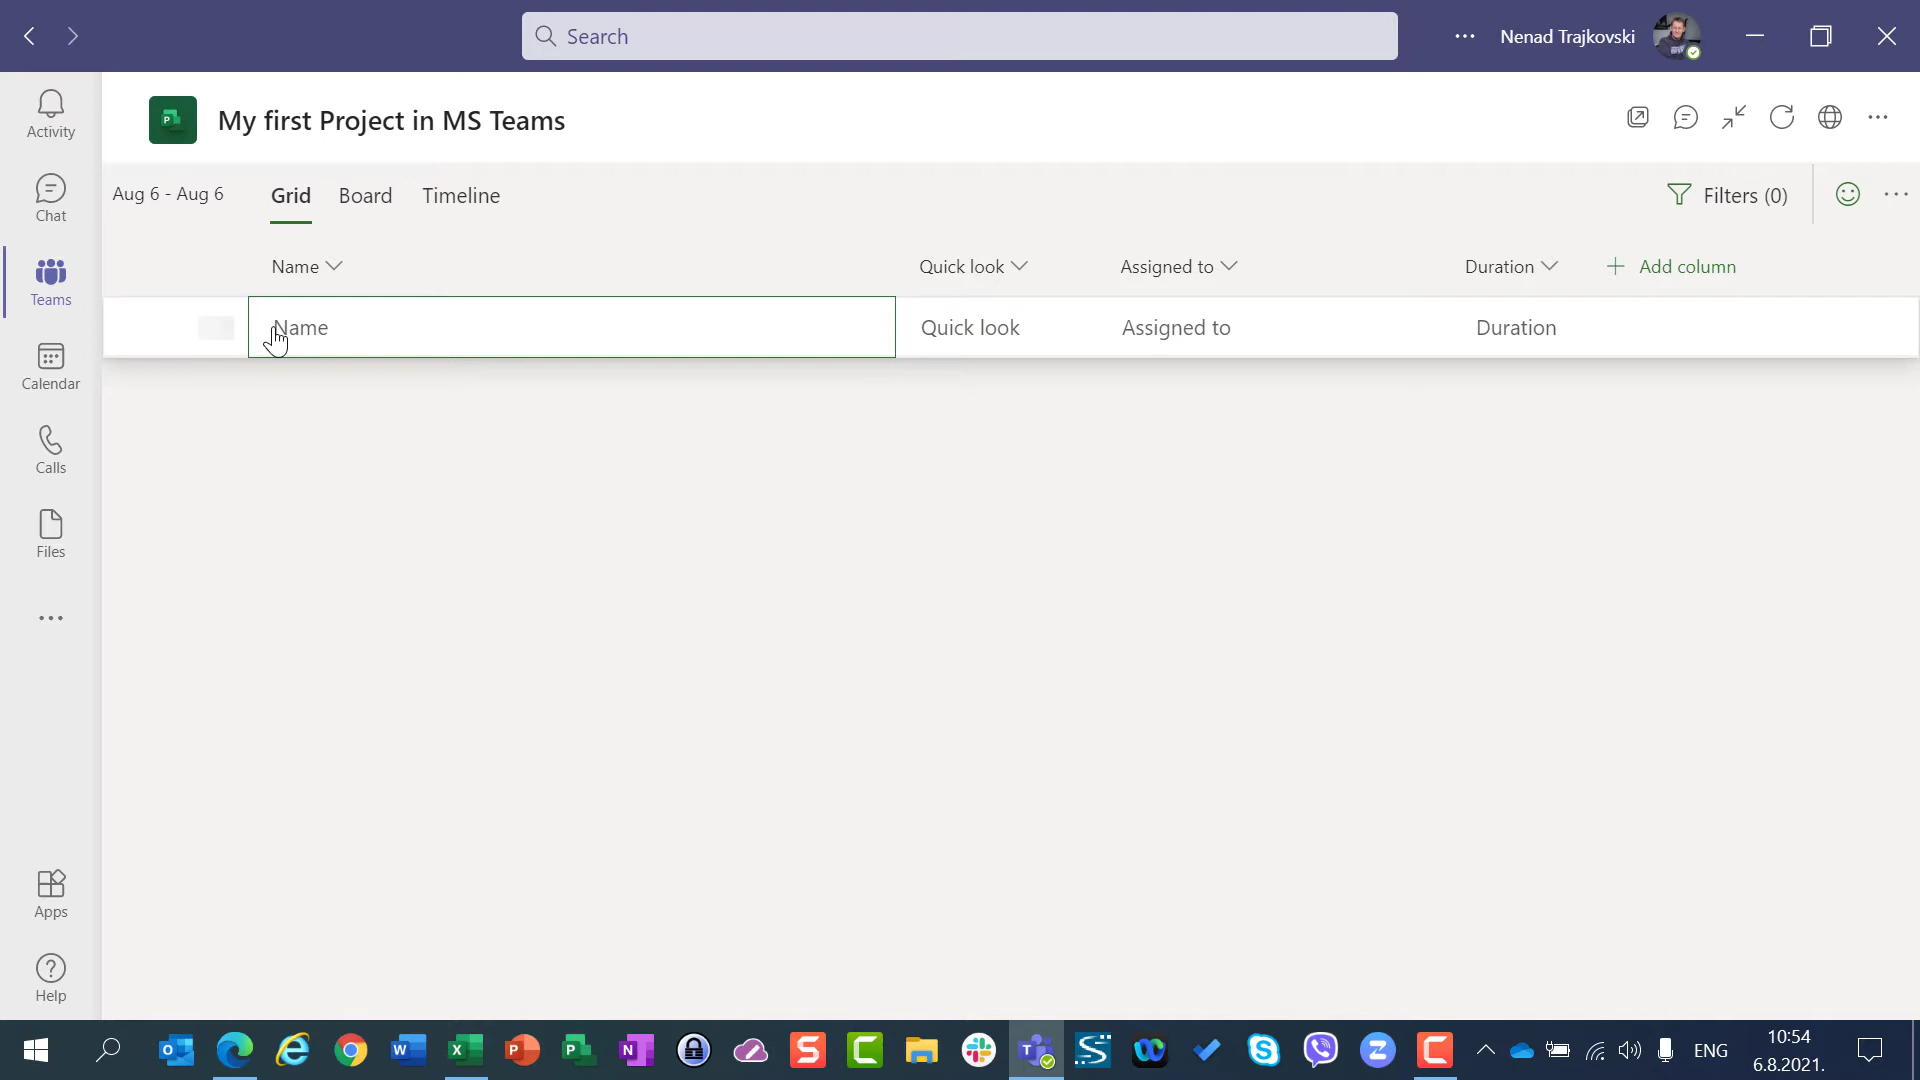 Search
Nenad Trajkovski
Activity
Chat
Teams
Calendar
Calls
Files
Apps
Help
My first Project in MS Teams
Aug 6 - Aug 6
Grid
Board
Timeline
Filters (0)
Name
Quick look
Assigned to
Duration
Add column
Name
Quick look
Assigned to
Duration
ENG
10:54
6.8.2021.